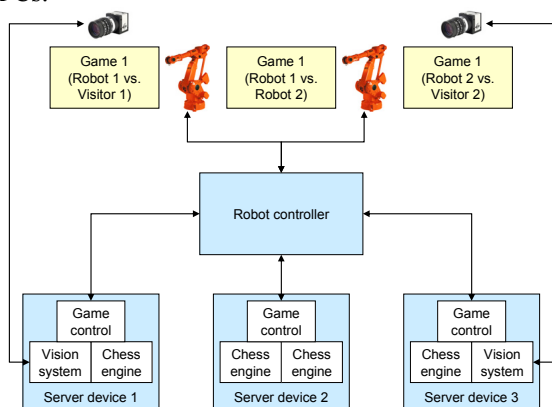 Game 1
(Robot 1 vs.
Visitor 1)
Game 1
(Robot 1 vs.
Robot 2)
Game 1
(Robot 2 vs.
Visitor 2)
Robot controller
Game
control
Vision
system
Chess
engine
Server device 1
Game
control
Chess
engine
Chess
engine
Server device 2
Game
control
Chess
engine
Vision
system
Server device 3